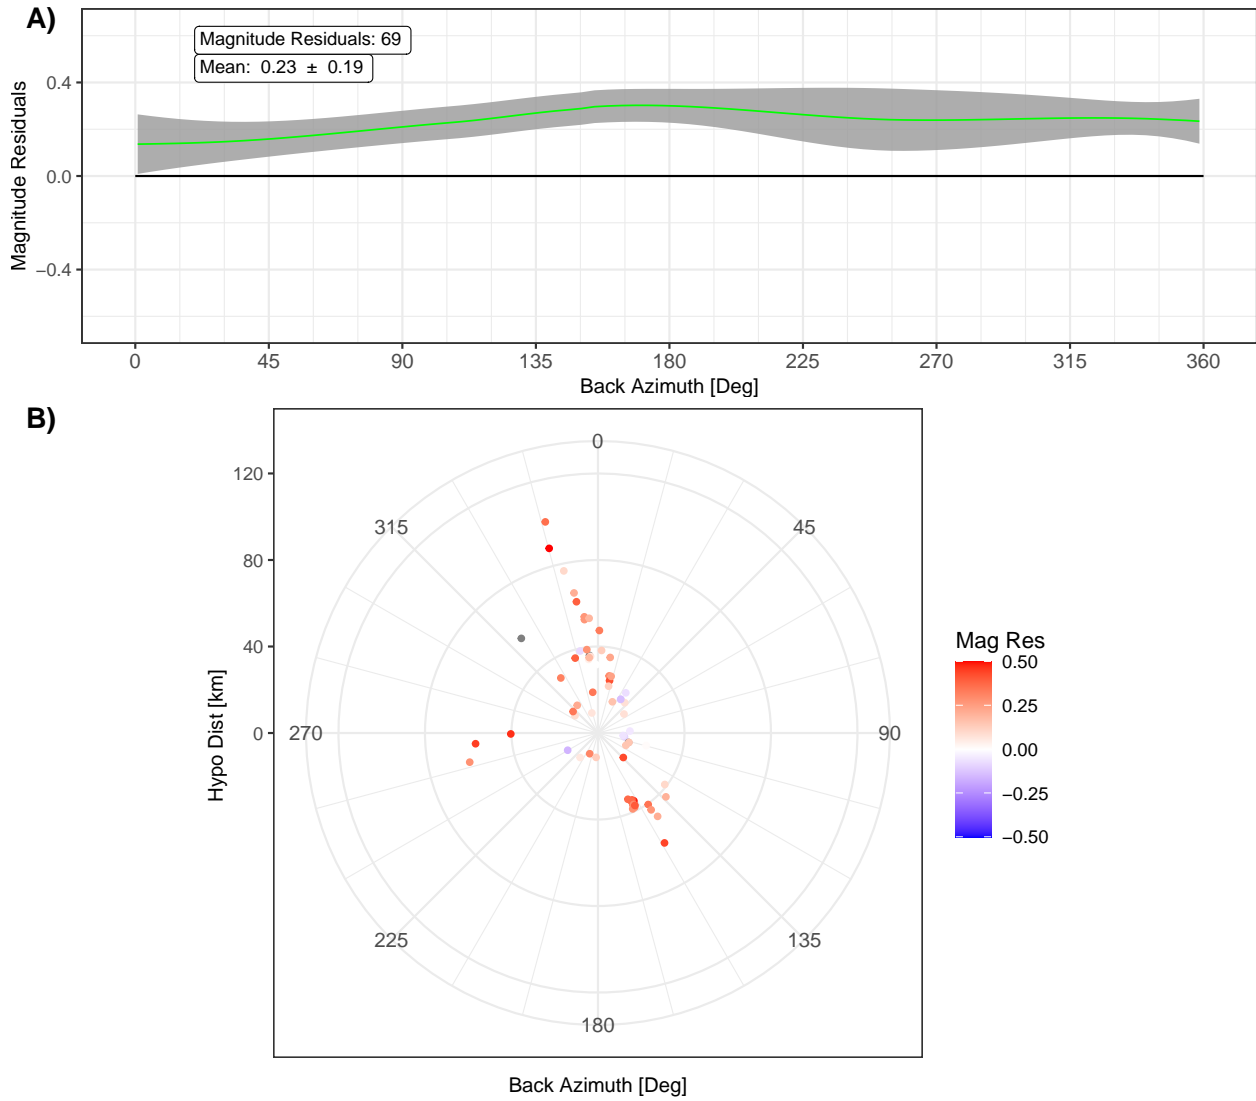 A)
Magnitude Residuals: 69
Mean:  0.23  ±  0.19
Magnitude Residuals
0.4
0.0
−0.4
0 45 90 135 180 225 270 315 360
Back Azimuth [Deg]
B)
Hypo Dist [km]
120
80
40
0
0
45
90
135
180
225
270
315
Back Azimuth [Deg]
Mag Res
0.50
0.25
0.00
−0.25
−0.50